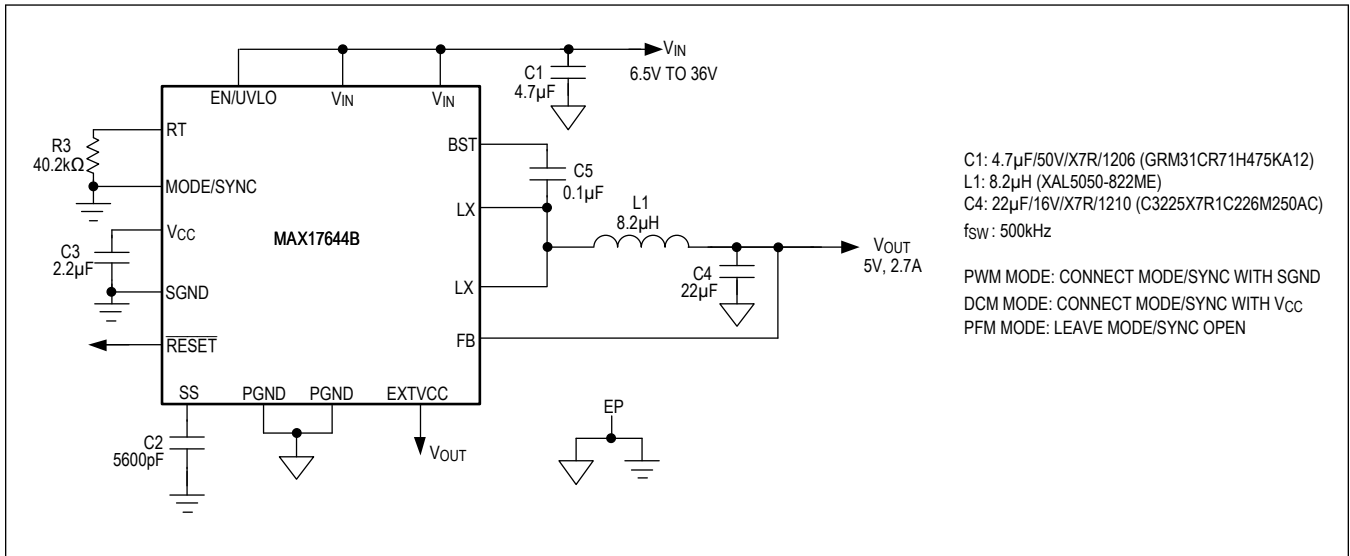 VIN
6.5V TO 36V
C1
4.7µF
EN/UVLO
VIN
VIN
RT
R3
40.2kΩ
MODE/SYNC
BST
C5
0.1µF
LX
L1
8.2µH
VCC
C3
2.2µF
MAX17644B
VOUT
5V, 2.7A
C4
22µF
SGND
LX
RESET
FB
SS
PGND
PGND
EXTVCC
C2
5600pF
VOUT
EP
C1: 4.7µF/50V/X7R/1206 (GRM31CR71H475KA12)
L1: 8.2µH (XAL5050-822ME)
C4: 22µF/16V/X7R/1210 (C3225X7R1C226M250AC)
fSW : 500kHz
PWM MODE: CONNECT MODE/SYNC WITH SGND
DCM MODE: CONNECT MODE/SYNC WITH VCC
PFM MODE: LEAVE MODE/SYNC OPEN